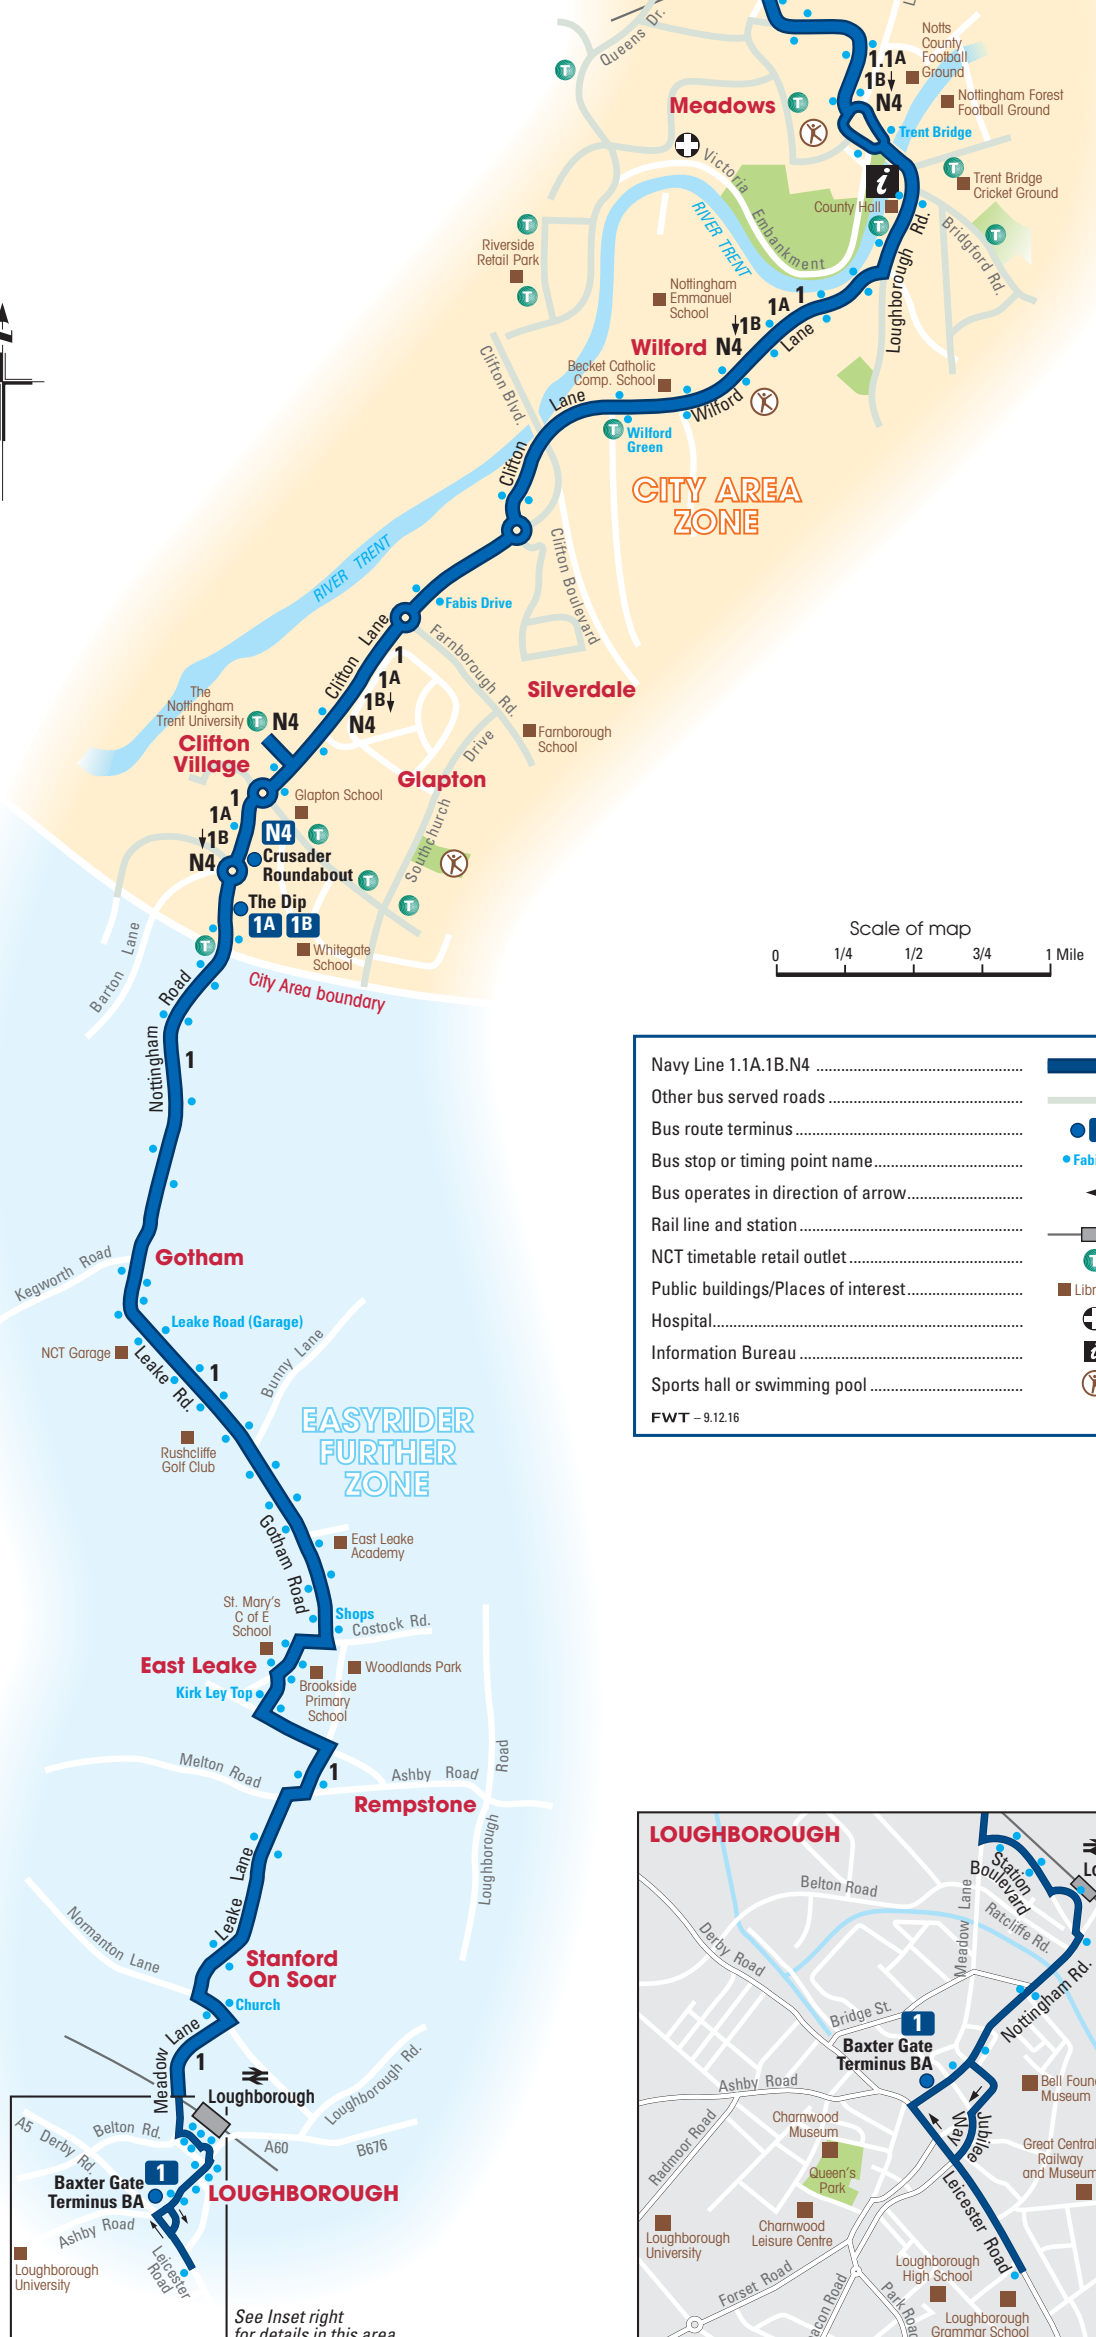 Queens Dr.
Notts
County
Football
Ground
1.1A
1B
N4
Nottingham Forest
Football Ground
Meadows
Trent Bridge
Victoria
Embankment
Trent Bridge
Cricket Ground
i
County Hall
RIVER TRENT
Bridgford Rd.
Loughborough Rd.
Riverside
Retail Park
Nottingham
Emmanuel
School
1
1A
1B
N4
Wilford
Lane
Becket Catholic
Comp. School
Clifton Blvd.
Lane
Wilford
Wilford
Green
Clifton
CITY AREA
ZONE
RIVER TRENT
Clifton Boulevard
Fabis Drive
Clifton Lane
Farnborough Rd.
1
1A
1B
N4
Silverdale
The
Nottingham
Trent University
N4
Farnborough
School
Clifton
Village
Drive
Glapton
Southchurch
1
1A
1B
N4
Glapton School
N4
Crusader
Roundabout
The Dip
1A 1B
Whitegate
School
Barton Lane
City Area boundary
Scale of map
0 1/4 1/2 3/4 1 Mile
Road
Nottingham
1
Navy Line 1.1A.1B.N4
Other bus served roads
Bus route terminus
Bus stop or timing point name
Fabi
Bus operates in direction of arrow
Rail line and station
NCT timetable retail outlet
Public buildings/Places of interest
Libr
Hospital
Information Bureau
i
Sports hall or swimming pool
FWT – 9.12.16
Kegworth Road
Gotham
Leake Road (Garage)
NCT Garage
Leake Rd.
1
Bunny Lane
Rushcliffe
Golf Club
EASYRIDER
FURTHER
ZONE
Gotham Road
East Leake
Academy
St. Mary's
C of E
School
Shops
Costock Rd.
East Leake
Woodlands Park
Kirk Ley Top
Brookside
Primary
School
Melton Road
1
Ashby Road
Road
Rempstone
Loughborough
Leake Lane
Normanton Lane
Stanford
On Soar
Church
Meadow Lane
1
Loughborough
Loughborough Rd.
A5 Derby Rd.
Belton Rd.
A60
B676
1
Baxter Gate
Terminus BA
LOUGHBOROUGH
Ashby Road
Leicester
Road
Loughborough
University
See Inset right
for details in this area
LOUGHBOROUGH
Station
Boulevard
Lo
Belton Road
Meadow Lane
Ratcliffe Rd.
Derby Road
Nottingham Rd.
Bridge St.
1
Baxter Gate
Terminus BA
Ashby Road
Bell Foun
Museum
Radmoor Road
Charnwood
Museum
Jubilee
Way
Great Central
Railway
and Museum
Queen's
Park
Leicester Road
Charnwood
Leisure Centre
Loughborough
University
Loughborough
High School
Forset Road
Park Road
acon Road
Loughborough
Grammar School